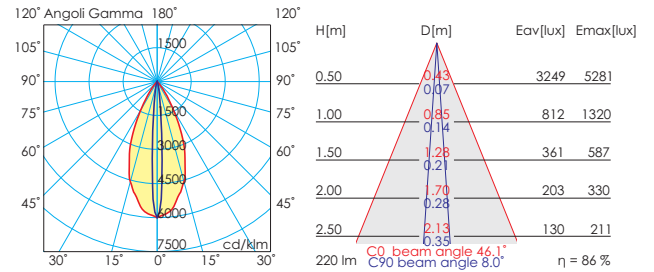 120° Angoli Gamma 180° 120°
105° 105°
90° 90°
75° 75°
60° 60°
45° 45°
1500
1500
3000
4500
6000
7500
cd/klm
30° 15° 0° 15° 30°
H[m] D[m] Eav[lux] Emax[lux]
0.50 0.43 3249 5281
0.07
1.00 0.85 812 1320
0.14
1.50 1.28 361 587
0.21
2.00 1.70 203 330
0.28
2.50 2.13 130 211
0.35
C0 beam angle 46.1°
220 lm C90 beam angle 8.0° η = 86 %